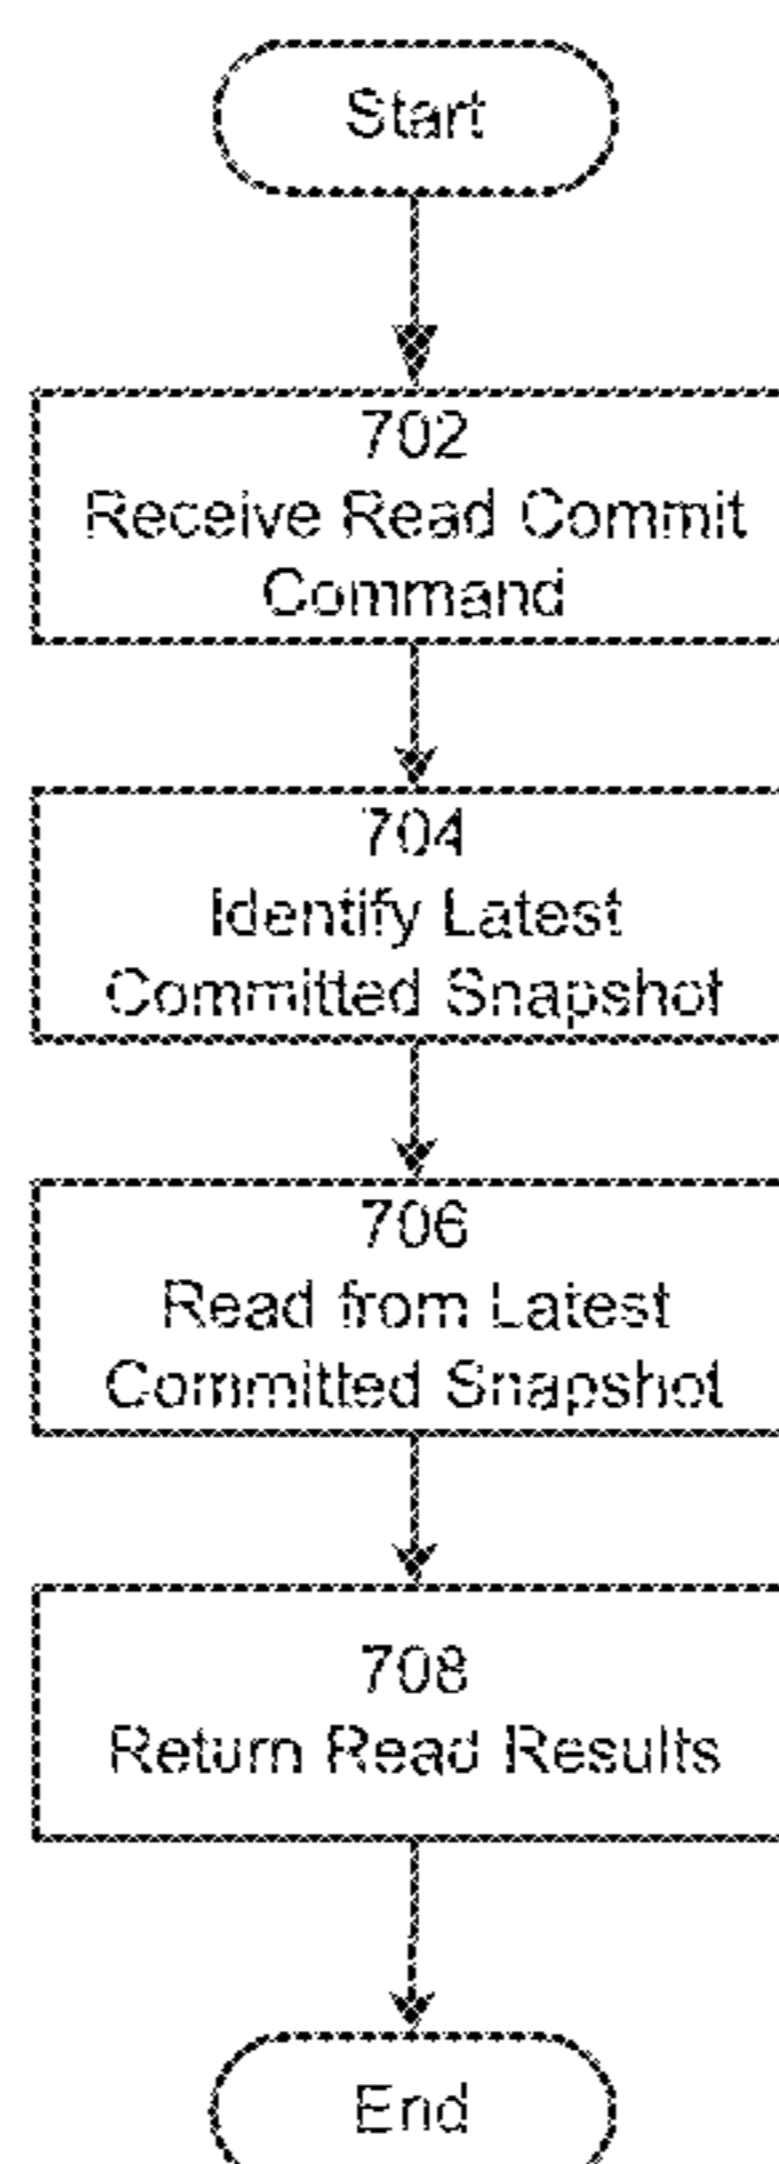 Start
702
Receive Read Commit
Command
704
Identify Latest
Committed Snapshot
706
Read from Latest
Committed Snapshot
708
Return Read Results
End